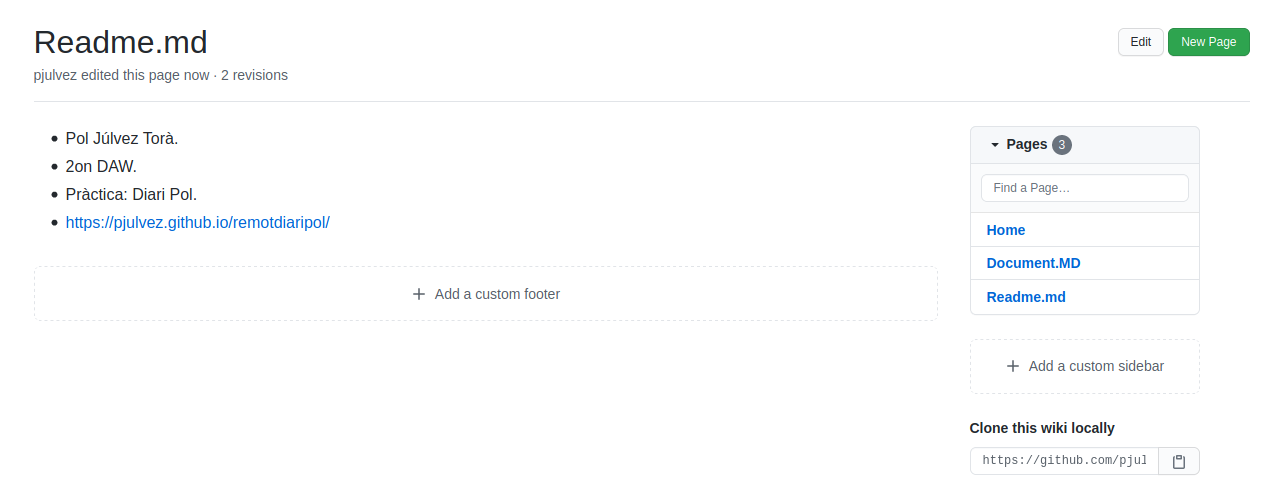 Readme.md
Edit
New Page
pjulvez edited this page now · 2 revisions
Pol Júlvez Torà.
2on DAW.
Pràctica: Diari Pol.
https://pjulvez.github.io/remotdiaripol/
Add a custom footer
Pages 3
Find a Page…
Home
Document.MD
Readme.md
Add a custom sidebar
Clone this wiki locally
https://github.com/pjul